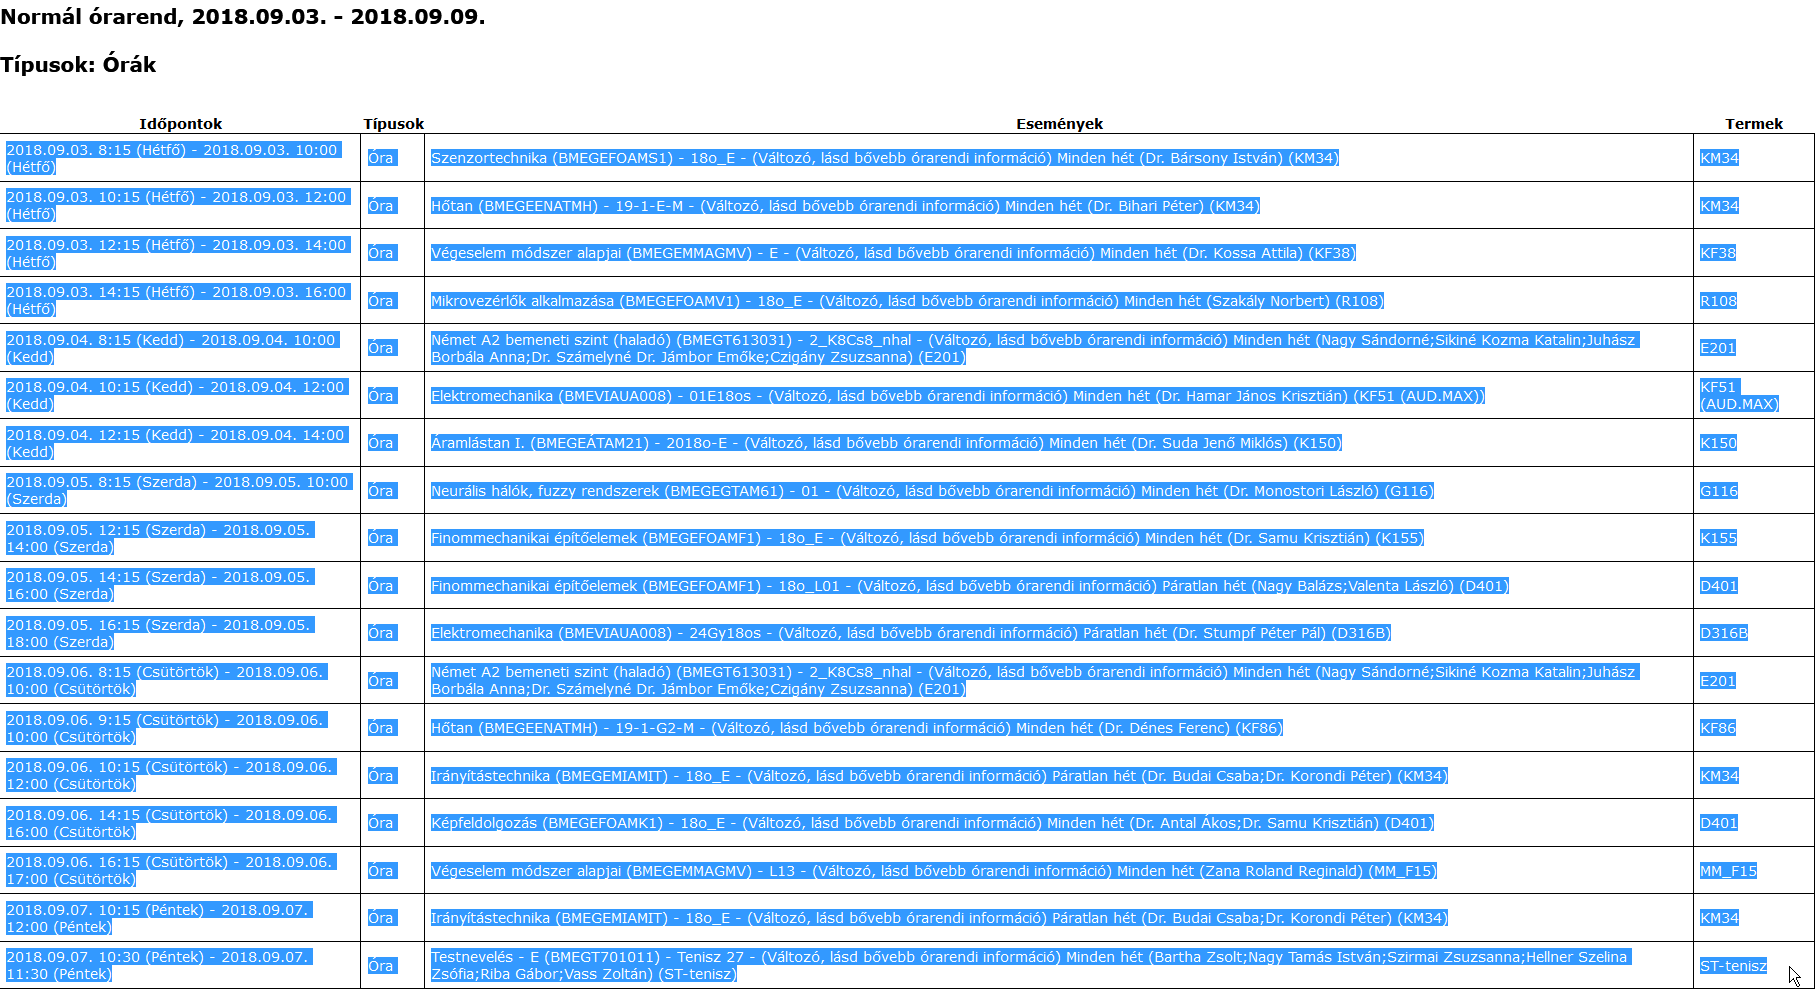 Normál órarend, 2018.09.03. - 2018.09.09.
Típusok: Órák
Időpontok Típusok Események Termek
2018.09.03. 8:15 (Hétfő) - 2018.09.03. 10:00
(Hétfő)
Óra
Szenzortechnika (BMEGEFOAMS1) - 18o_E - (Változó, lásd bővebb órarendi információ) Minden hét (Dr. Bársony István) (KM34)
KM34
2018.09.03. 10:15 (Hétfő) - 2018.09.03. 12:00
(Hétfő)
Óra
Hőtan (BMEGEENATMH) - 19-1-E-M - (Változó, lásd bővebb órarendi információ) Minden hét (Dr. Bihari Péter) (KM34)
KM34
2018.09.03. 12:15 (Hétfő) - 2018.09.03. 14:00
(Hétfő)
Óra
Végeselem módszer alapjai (BMEGEMMAGMV) - E - (Változó, lásd bővebb órarendi információ) Minden hét (Dr. Kossa Attila) (KF38)
KF38
2018.09.03. 14:15 (Hétfő) - 2018.09.03. 16:00
(Hétfő)
Óra
Mikrovezérlők alkalmazása (BMEGEFOAMV1) - 18o_E - (Változó, lásd bővebb órarendi információ) Minden hét (Szakály Norbert) (R108)
R108
2018.09.04. 8:15 (Kedd) - 2018.09.04. 10:00
(Kedd)
Óra
Német A2 bemeneti szint (haladó) (BMEGT613031) - 2_K8Cs8_nhal - (Változó, lásd bővebb órarendi információ) Minden hét (Nagy Sándorné;Sikiné Kozma Katalin;Juhász
Borbála Anna;Dr. Számelyné Dr. Jámbor Emőke;Czigány Zsuzsanna) (E201)
E201
2018.09.04. 10:15 (Kedd) - 2018.09.04. 12:00
(Kedd)
Óra
Elektromechanika (BMEVIAUA008) - 01E18os - (Változó, lásd bővebb órarendi információ) Minden hét (Dr. Hamar János Krisztián) (KF51 (AUD.MAX))
KF51
(AUD.MAX)
2018.09.04. 12:15 (Kedd) - 2018.09.04. 14:00
(Kedd)
Óra
Áramlástan I. (BMEGEÁTAM21) - 2018o-E - (Változó, lásd bővebb órarendi információ) Minden hét (Dr. Suda Jenő Miklós) (K150)
K150
2018.09.05. 8:15 (Szerda) - 2018.09.05. 10:00
(Szerda)
Óra
Neurális hálók, fuzzy rendszerek (BMEGEGTAM61) - 01 - (Változó, lásd bővebb órarendi információ) Minden hét (Dr. Monostori László) (G116)
G116
2018.09.05. 12:15 (Szerda) - 2018.09.05.
14:00 (Szerda)
Óra
Finommechanikai építőelemek (BMEGEFOAMF1) - 18o_E - (Változó, lásd bővebb órarendi információ) Minden hét (Dr. Samu Krisztián) (K155)
K155
2018.09.05. 14:15 (Szerda) - 2018.09.05.
16:00 (Szerda)
Óra
Finommechanikai építőelemek (BMEGEFOAMF1) - 18o_L01 - (Változó, lásd bővebb órarendi információ) Páratlan hét (Nagy Balázs;Valenta László) (D401)
D401
2018.09.05. 16:15 (Szerda) - 2018.09.05.
18:00 (Szerda)
Óra
Elektromechanika (BMEVIAUA008) - 24Gy18os - (Változó, lásd bővebb órarendi információ) Páratlan hét (Dr. Stumpf Péter Pál) (D316B)
D316B
2018.09.06. 8:15 (Csütörtök) - 2018.09.06.
10:00 (Csütörtök)
Óra
Német A2 bemeneti szint (haladó) (BMEGT613031) - 2_K8Cs8_nhal - (Változó, lásd bővebb órarendi információ) Minden hét (Nagy Sándorné;Sikiné Kozma Katalin;Juhász
Borbála Anna;Dr. Számelyné Dr. Jámbor Emőke;Czigány Zsuzsanna) (E201)
E201
2018.09.06. 9:15 (Csütörtök) - 2018.09.06.
10:00 (Csütörtök)
Óra
Hőtan (BMEGEENATMH) - 19-1-G2-M - (Változó, lásd bővebb órarendi információ) Minden hét (Dr. Dénes Ferenc) (KF86)
KF86
2018.09.06. 10:15 (Csütörtök) - 2018.09.06.
12:00 (Csütörtök)
Óra
Irányítástechnika (BMEGEMIAMIT) - 18o_E - (Változó, lásd bővebb órarendi információ) Páratlan hét (Dr. Budai Csaba;Dr. Korondi Péter) (KM34)
KM34
2018.09.06. 14:15 (Csütörtök) - 2018.09.06.
16:00 (Csütörtök)
Óra
Képfeldolgozás (BMEGEFOAMK1) - 18o_E - (Változó, lásd bővebb órarendi információ) Minden hét (Dr. Antal Ákos;Dr. Samu Krisztián) (D401)
D401
2018.09.06. 16:15 (Csütörtök) - 2018.09.06.
17:00 (Csütörtök)
Óra
Végeselem módszer alapjai (BMEGEMMAGMV) - L13 - (Változó, lásd bővebb órarendi információ) Minden hét (Zana Roland Reginald) (MM_F15)
MM_F15
2018.09.07. 10:15 (Péntek) - 2018.09.07.
12:00 (Péntek)
Óra
Irányítástechnika (BMEGEMIAMIT) - 18o_E - (Változó, lásd bővebb órarendi információ) Páratlan hét (Dr. Budai Csaba;Dr. Korondi Péter) (KM34)
KM34
2018.09.07. 10:30 (Péntek) - 2018.09.07.
11:30 (Péntek)
Óra
Testnevelés - E (BMEGT701011) - Tenisz 27 - (Változó, lásd bővebb órarendi információ) Minden hét (Bartha Zsolt;Nagy Tamás István;Szirmai Zsuzsanna;Hellner Szelina
Zsófia;Riba Gábor;Vass Zoltán) (ST-tenisz)
ST-tenisz